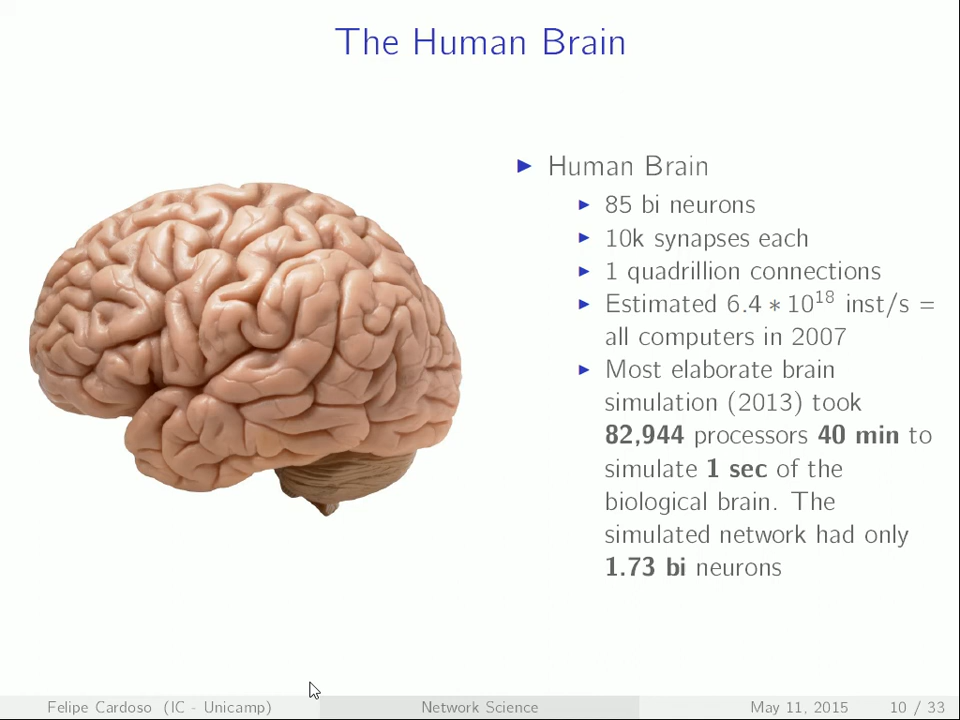 The Human Brain
Human Brain
85 bi neurons
10k synapses each
1 quadrillion connections
Estimated 6.4 ∗ 10^18 inst/s =
all computers in 2007
Most elaborate brain
simulation (2013) took
82,944 processors 40 min to
simulate 1 sec of the
biological brain. The
simulated network had only
1.73 bi neurons
Felipe Cardoso (IC - Unicamp) Network Science May 11, 2015 10 / 33